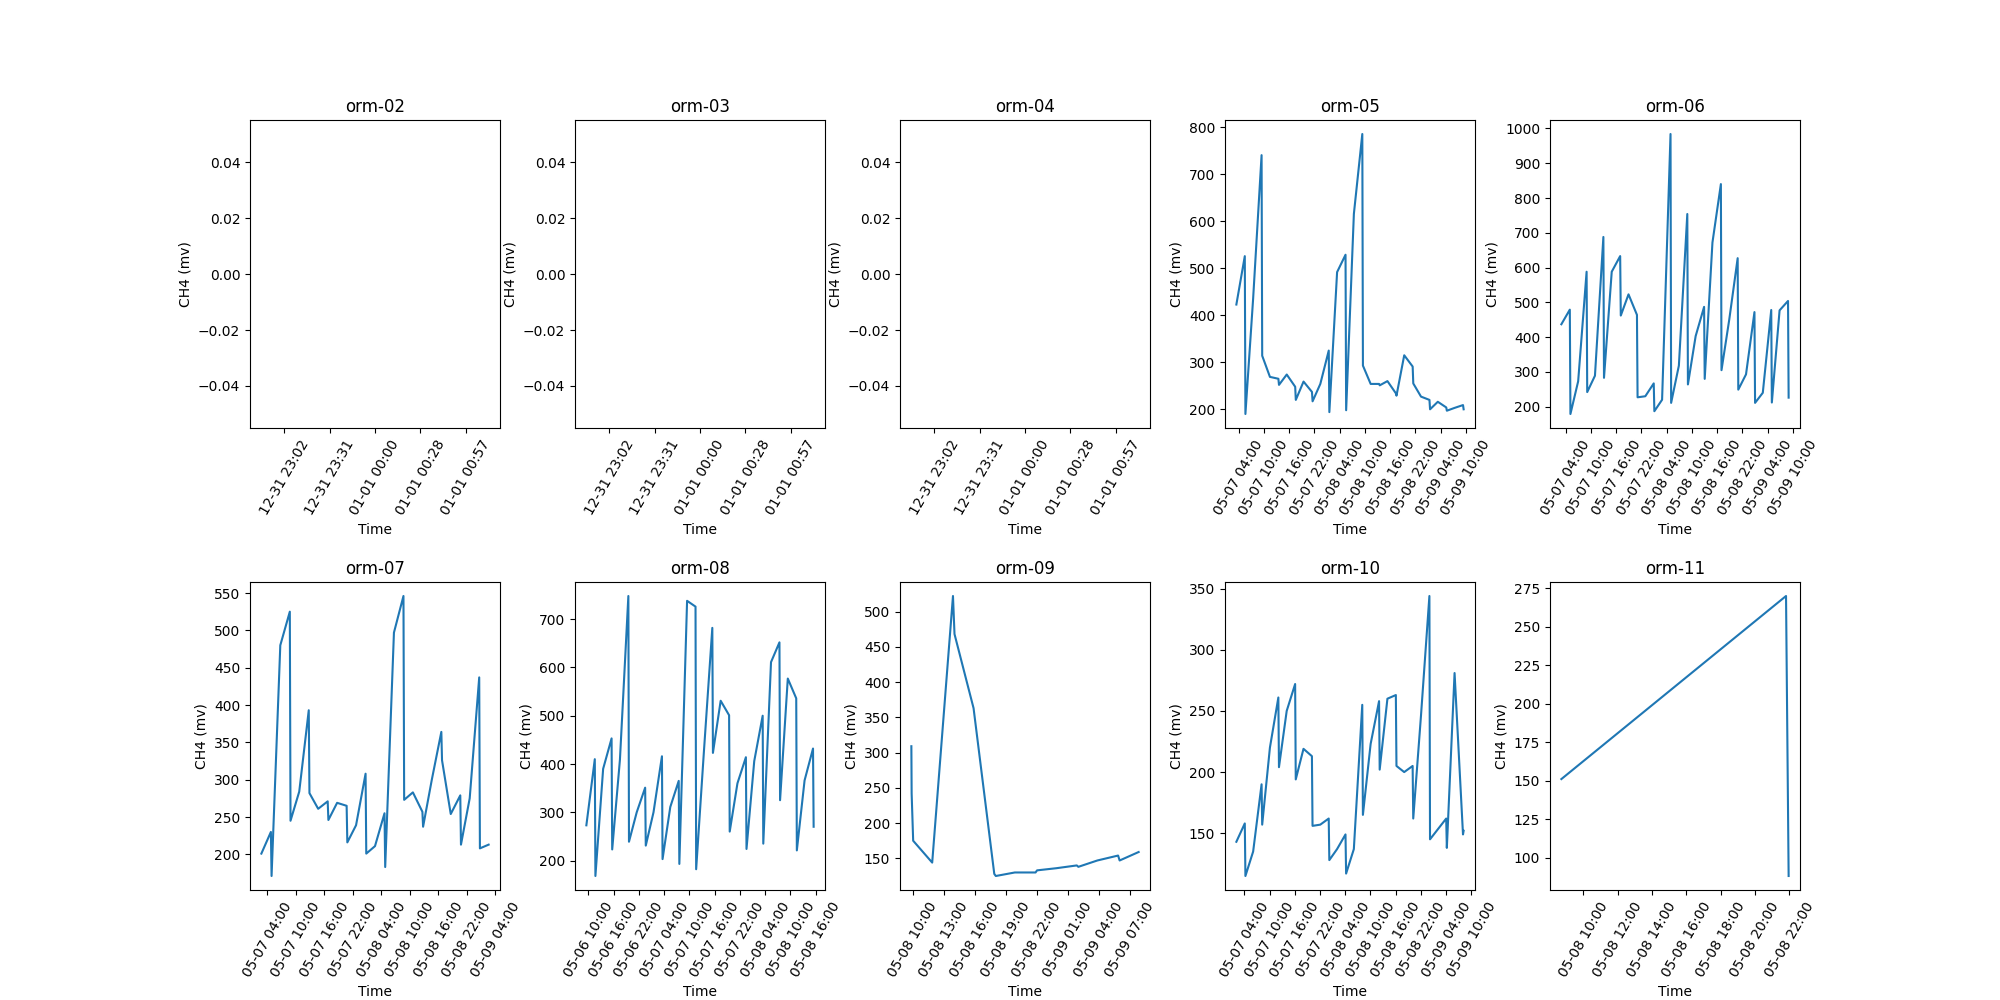 orm-02 orm-03 orm-04 orm-05 orm-06
0.04 0.02 0.00 −0.02 −0.04
CH4 (mv)
12-31 23:02 12-31 23:31 01-01 00:00 01-01 00:28 01-01 00:57
Time
0.04 0.02 0.00 −0.02 −0.04
CH4 (mv)
12-31 23:02 12-31 23:31 01-01 00:00 01-01 00:28 01-01 00:57
Time
0.04 0.02 0.00 −0.02 −0.04
CH4 (mv)
12-31 23:02 12-31 23:31 01-01 00:00 01-01 00:28 01-01 00:57
Time
800 700 600 500 400 300 200
CH4 (mv)
05-07 04:00 05-07 10:00 05-07 16:00 05-07 22:00 05-08 04:00 05-08 10:00 05-08 16:00 05-08 22:00 05-09 04:00 05-09 10:00
Time
1000 900 800 700 600 500 400 300 200
CH4 (mv)
05-07 04:00 05-07 10:00 05-07 16:00 05-07 22:00 05-08 04:00 05-08 10:00 05-08 16:00 05-08 22:00 05-09 04:00 05-09 10:00
Time
orm-07 orm-08 orm-09 orm-10 orm-11
550 500 450 400 350 300 250 200
CH4 (mv)
05-07 04:00 05-07 10:00 05-07 16:00 05-07 22:00 05-08 04:00 05-08 10:00 05-08 16:00 05-08 22:00 05-09 04:00
Time
700 600 500 400 300 200
CH4 (mv)
05-06 10:00 05-06 16:00 05-06 22:00 05-07 04:00 05-07 10:00 05-07 16:00 05-07 22:00 05-08 04:00 05-08 10:00 05-08 16:00
Time
500 450 400 350 300 250 200 150
CH4 (mv)
05-08 10:00 05-08 13:00 05-08 16:00 05-08 19:00 05-08 22:00 05-09 01:00 05-09 04:00 05-09 07:00
Time
350 300 250 200 150
CH4 (mv)
05-07 04:00 05-07 10:00 05-07 16:00 05-07 22:00 05-08 04:00 05-08 10:00 05-08 16:00 05-08 22:00 05-09 04:00 05-09 10:00
Time
275 250 225 200 175 150 125 100
CH4 (mv)
05-08 10:00 05-08 12:00 05-08 14:00 05-08 16:00 05-08 18:00 05-08 20:00 05-08 22:00
Time